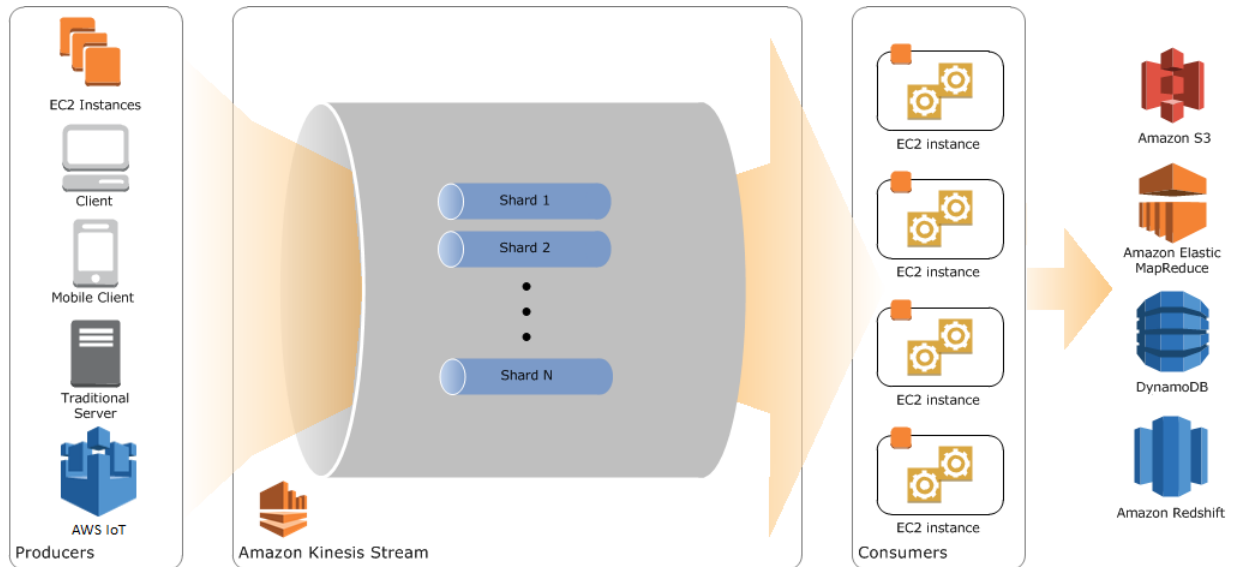 EC2 Instances
Client
Mobile Client
Traditional
Server
AWS IoT
Producers
Shard 1
Shard 2
Shard N
Amazon Kinesis Stream
EC2 instance
EC2 instance
EC2 instance
EC2 instance
Consumers
Amazon S3
Amazon Elastic
MapReduce
DynamoDB
Amazon Redshift